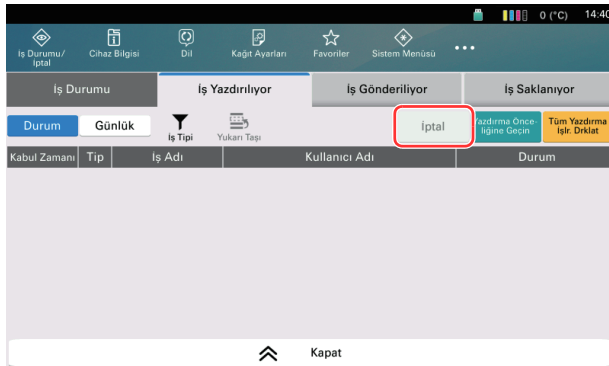 0 (°C) 14:40
İş Durumu/
İptal
Cihaz Bilgisi
Dil
Kağıt Ayarları
Favoriler
Sistem Menüsü
İş Durumu
İş Yazdırılıyor
İş Gönderiliyor
İş Saklanıyor
Durum
Günlük
İş Tipi
Yukarı Taşı
İptal
Yazdırma Önce-
liğine Geçin
Tüm Yazdırma
İşlr. Drklat
Kabul Zamanı
Tip
İş Adı
Kullanıcı Adı
Durum
Kapat